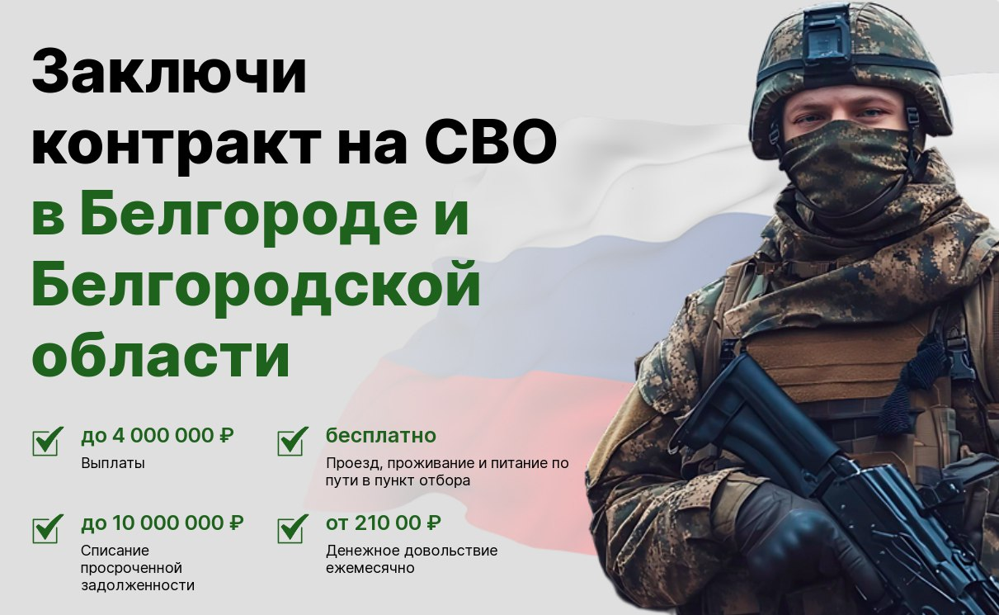 Заключи
контракт на СВО
в Белгороде и
Белгородской
области
до 4 000 000 ₽
Выплаты
бесплатно
Проезд, проживание и питание по
пути в пункт отбора
до 10 000 000 ₽
Списание
просроченной
задолженности
от 210 00 ₽
Денежное довольствие
ежемесячно